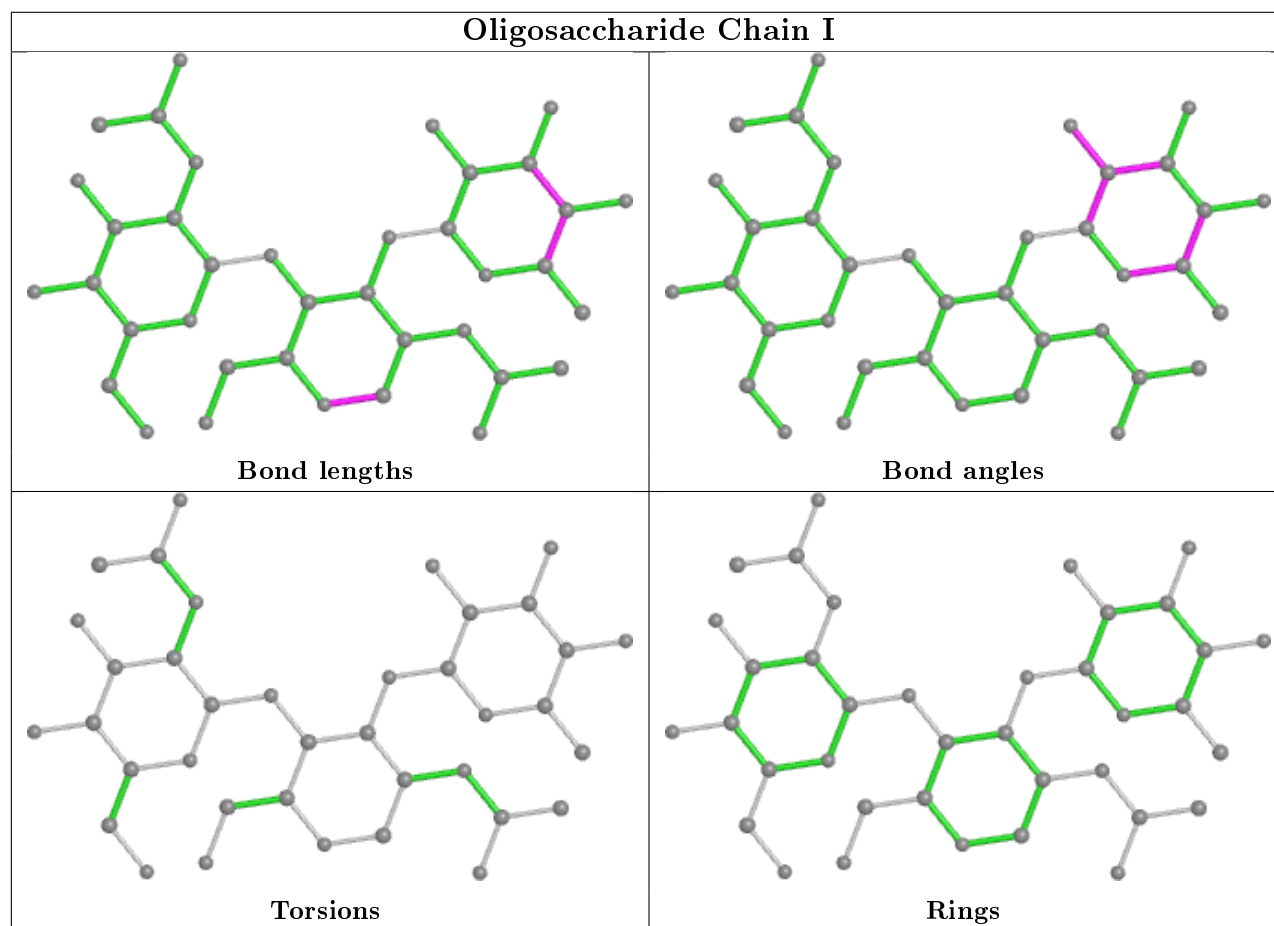 Oligosaccharide Chain I
Bond lengths
Bond angles
Torsions
Rings